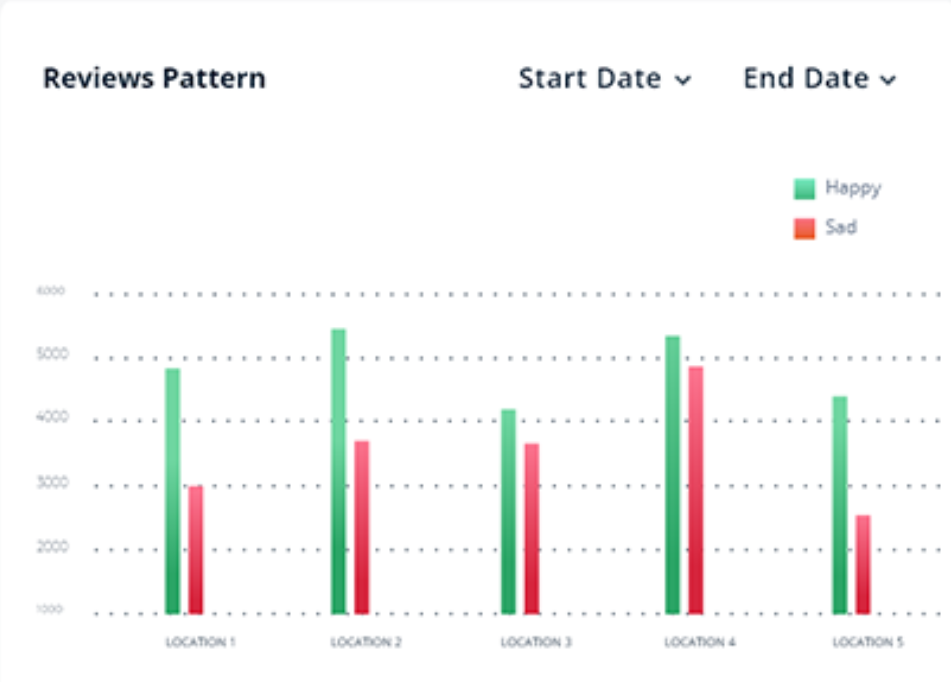 Reviews Pattern Start Date End Date
Happy
Sad
6000
5000
4000
3000
2000
1000
LOCATION 1 LOCATION 2 LOCATION 3 LOCATION 4 LOCATION 5